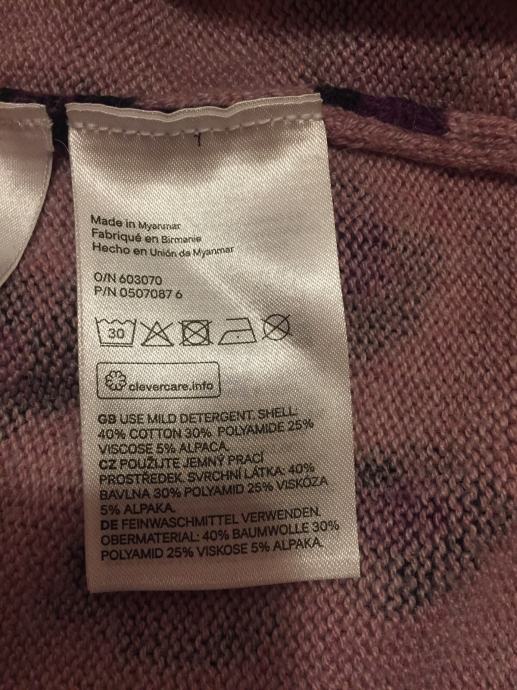 Made in Myanmar
Fabriqué en Birmanie
Hecho en Unión da Myanmar
O/N 603070
P/N 0507087 6
30
clevercare.info
GB USE MILD DETERGENT. SHELL:
40% COTTON 30% POLYAMIDE 25%
VISCOSE 5% ALPACA.
CZ POUŽIJTE JEMNÝ PRACÍ
PROSTŘEDEK. SVRCHNÍ LÁTKA: 40%
BAVLNA 30% POLYAMID 25% VISKÓZA
5% ALPAKA.
DE FEINWASCHMITTEL VERWENDEN.
OBERMATERIAL: 40% BAUMWOLLE 30%
POLYAMID 25% VISKOSE 5% ALPAKA.